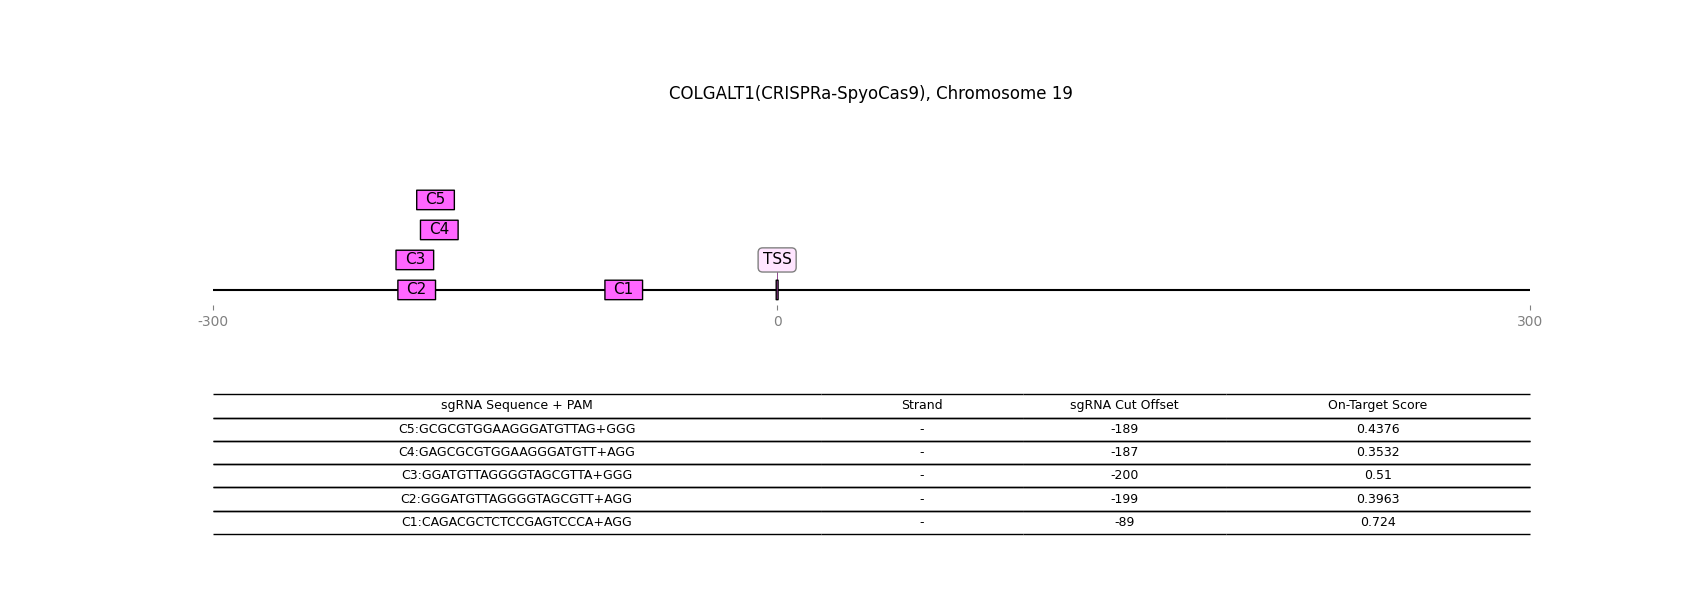 COLGALT1(CRISPRa-SpyoCas9), Chromosome 19
C5
C4
C3 TSS
C2 C1
-300 0 300
sgRNA Sequence + PAM Strand sgRNA Cut Offset On-Target Score
C5:GCGCGTGGAAGGGATGTTAG+GGG - -189 0.4376
C4:GAGCGCGTGGAAGGGATGTT+AGG - -187 0.3532
C3:GGATGTTAGGGGTAGCGTTA+GGG - -200 0.51
C2:GGGATGTTAGGGGTAGCGTT+AGG - -199 0.3963
C1:CAGACGCTCTCCGAGTCCCA+AGG - -89 0.724